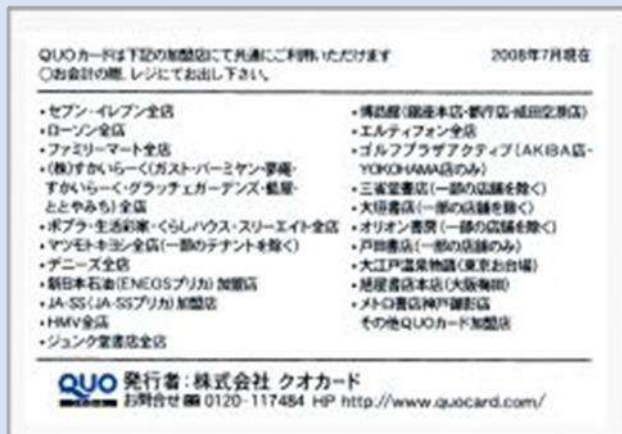 QUOカードは下記の加盟店にて共通にご利用いただけます
2008年7月現在
○お会計の際、レジにてお出し下さい。
・セブン-イレブン全店
・ローソン全店
・ファミリーマート全店
・(株)すかいらーく(ガスト・バーミヤン・夢庵・
すかいらーく・グラッチェガーデンズ・藍屋・
ととやみち)全店
・ポプラ・生活彩家・くらしハウス・スリーエイト全店
・マツモトキヨシ全店(一部のテナントを除く)
・デニーズ全店
・新日本石油(ENEOSプリカ)加盟店
・JA-SS(JA-SSプリカ)加盟店
・HMV全店
・ジュンク堂書店全店
・博品館(銀座本店・成田空港店)
・エルティフォン全店
・ゴルフプラザアクティブ(AKIBA店・
YOKOHAMA店のみ)
・三省堂書店(一部の店舗を除く)
・大垣書店(一部の店舗を除く)
・オリオン書房(一部の店舗を除く)
・戸田書店(一部の店舗のみ)
・大江戸温泉物語(東京お台場)
・旭屋書店本店(大阪梅田)
・メトロ書店神戸御影店
その他QUOカード加盟店
QUO 発行者:株式会社 クオカード
お問合せ 0120-117484 HP http://www.quocard.com/